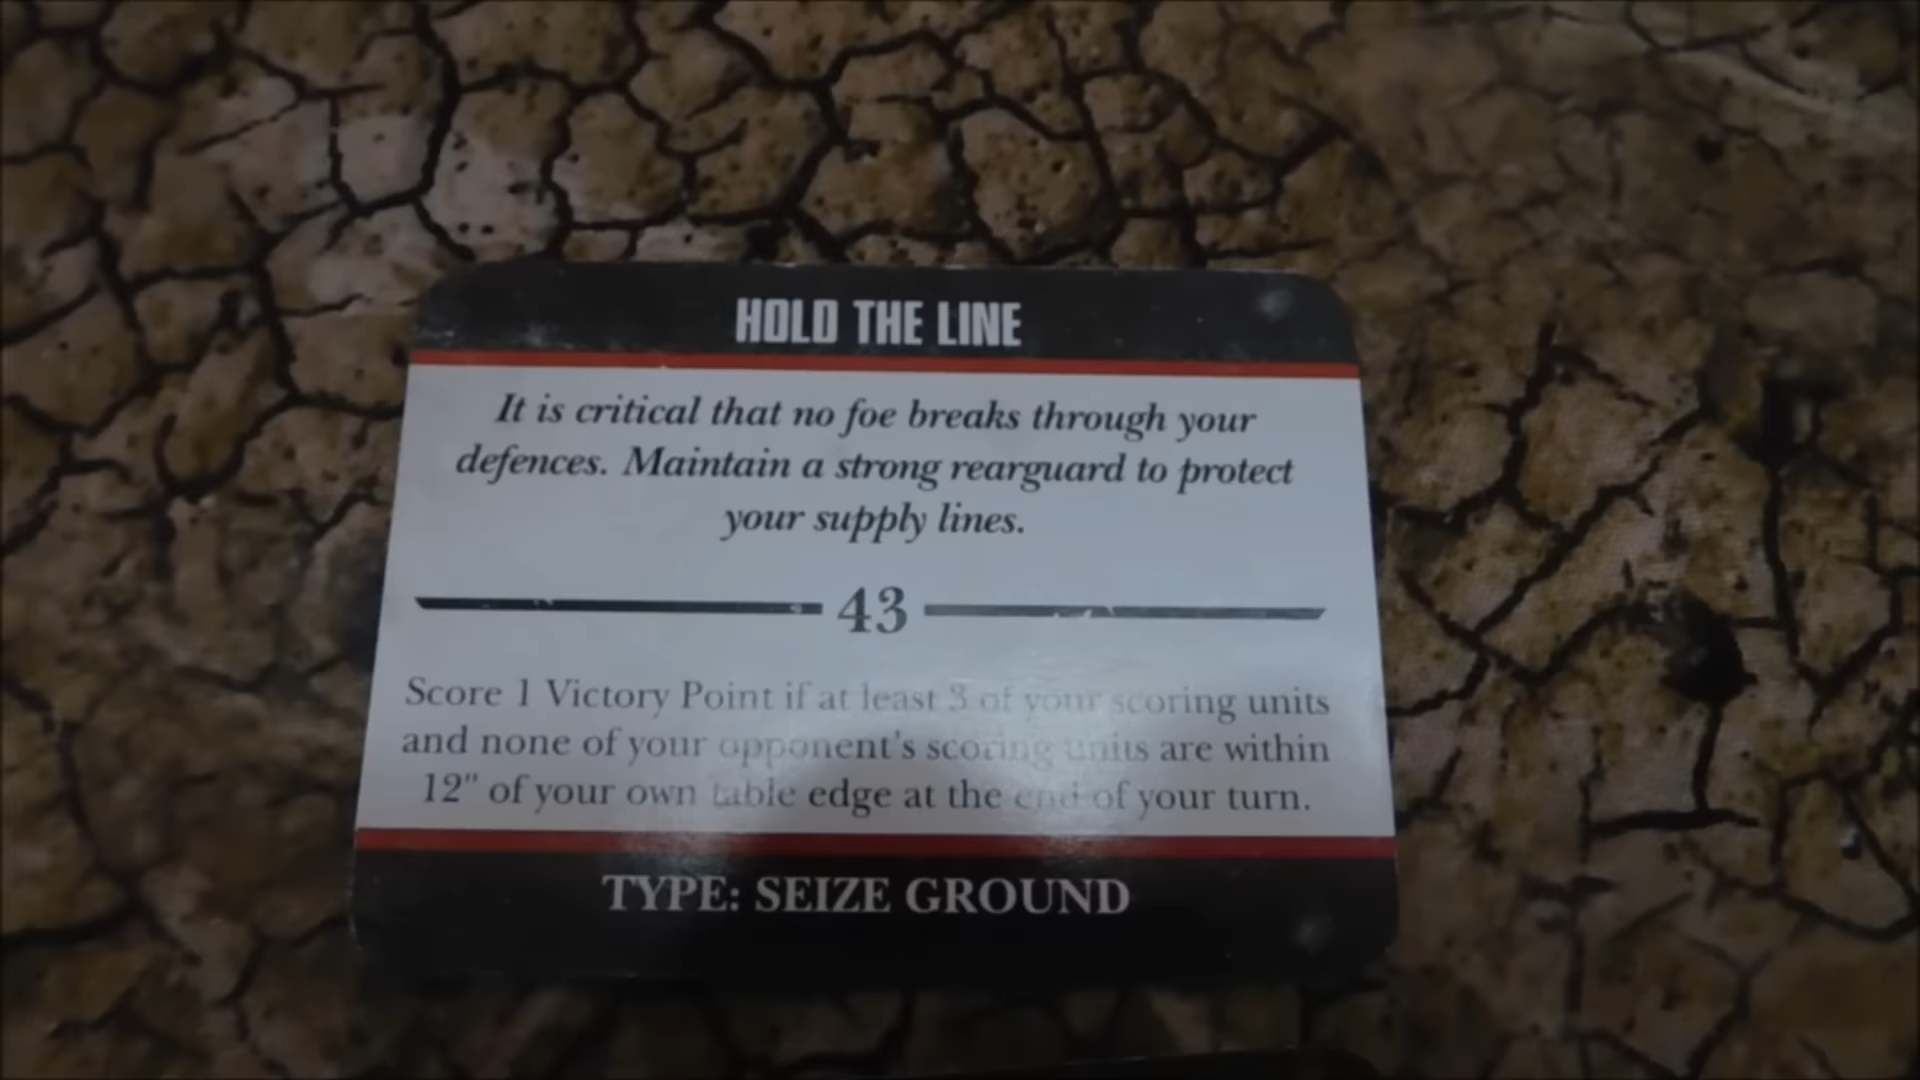 HOLD THE LINE
It is critical that no foe breaks through your
defences. Maintain a strong rearguard to protect
your supply lines.
43
Score 1 Victory Point if at least 3 of your scoring units
and none of your opponent's scoring units are within
12" of your own table edge at the end of your turn.
TYPE: SEIZE GROUND